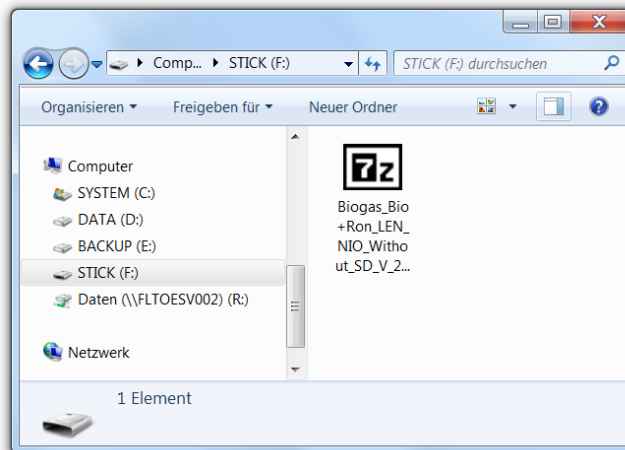 Comp... STICK (F:) STICK (F:) durchsuchen
Organisieren Freigeben für Neuer Ordner
Computer
SYSTEM (C:)
DATA (D:)
BACKUP (E:)
STICK (F:)
Daten (\\FLTOESV002) (R:)
Netzwerk
7z
Biogas_Bio
+Ron_LEN_
NIO_Witho
ut_SD_V_2...
1 Element